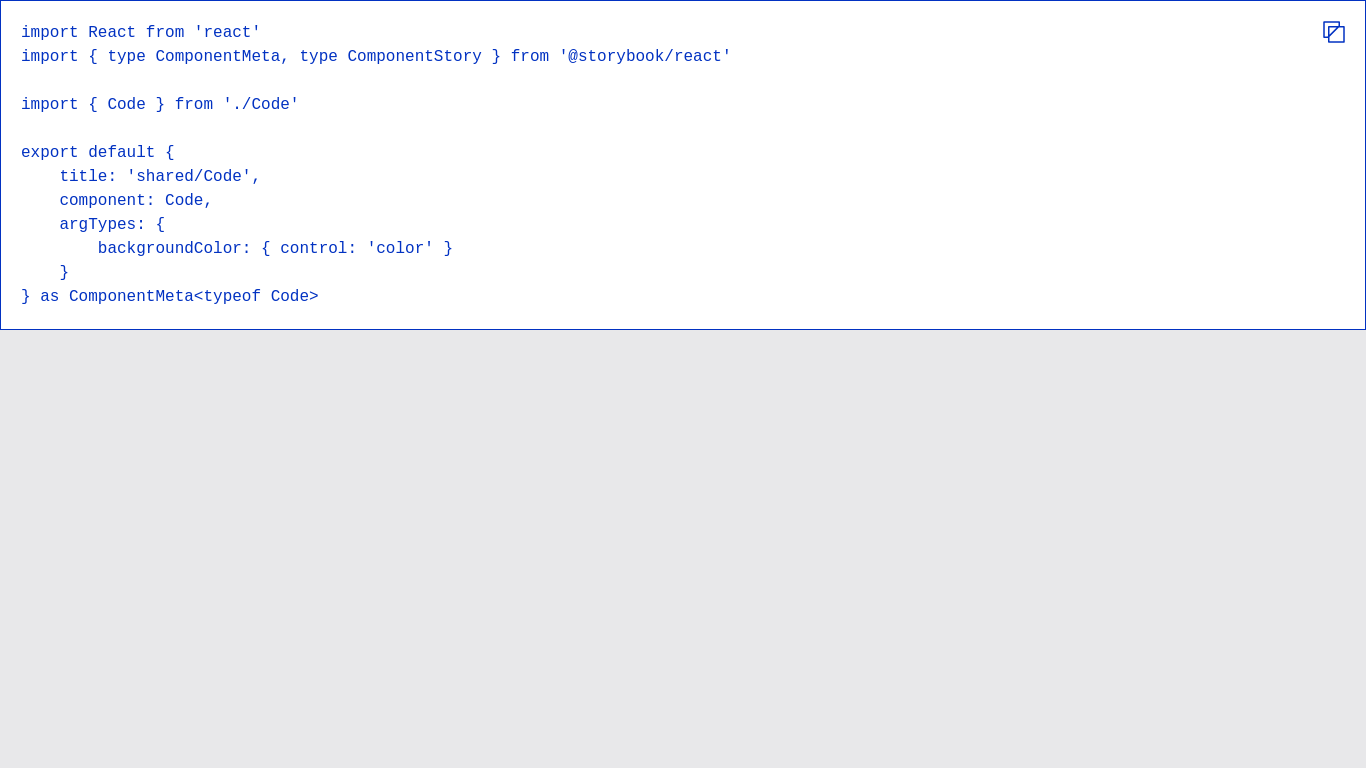 import React from 'react'
import { type ComponentMeta, type ComponentStory } from '@storybook/react'

import { Code } from './Code'

export default {
    title: 'shared/Code',
    component: Code,
    argTypes: {
        backgroundColor: { control: 'color' }
    }
} as ComponentMeta<typeof Code>